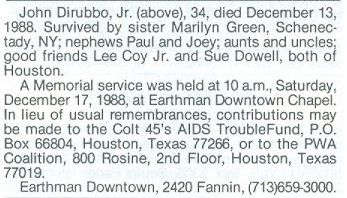 John Dirubbo, Jr. (above), 34, died December 13,
1988. Survived by sister Marilyn Green, Schenec-
tady, NY; nephews Paul and Joey; aunts and uncles;
good friends Lee Coy Jr. and Sue Dowell, both of
Houston.
A Memorial service was held at 10 a.m., Saturday,
December 17, 1988, at Earthman Downtown Chapel.
In lieu of usual remembrances, contributions may
be made to the Colt 45's AIDS TroubleFund, P.O.
Box 66804, Houston, Texas 77266, or to the PWA
Coalition, 800 Rosine, 2nd Floor, Houston, Texas
77019.
Earthman Downtown, 2420 Fannin, (713)659-3000.